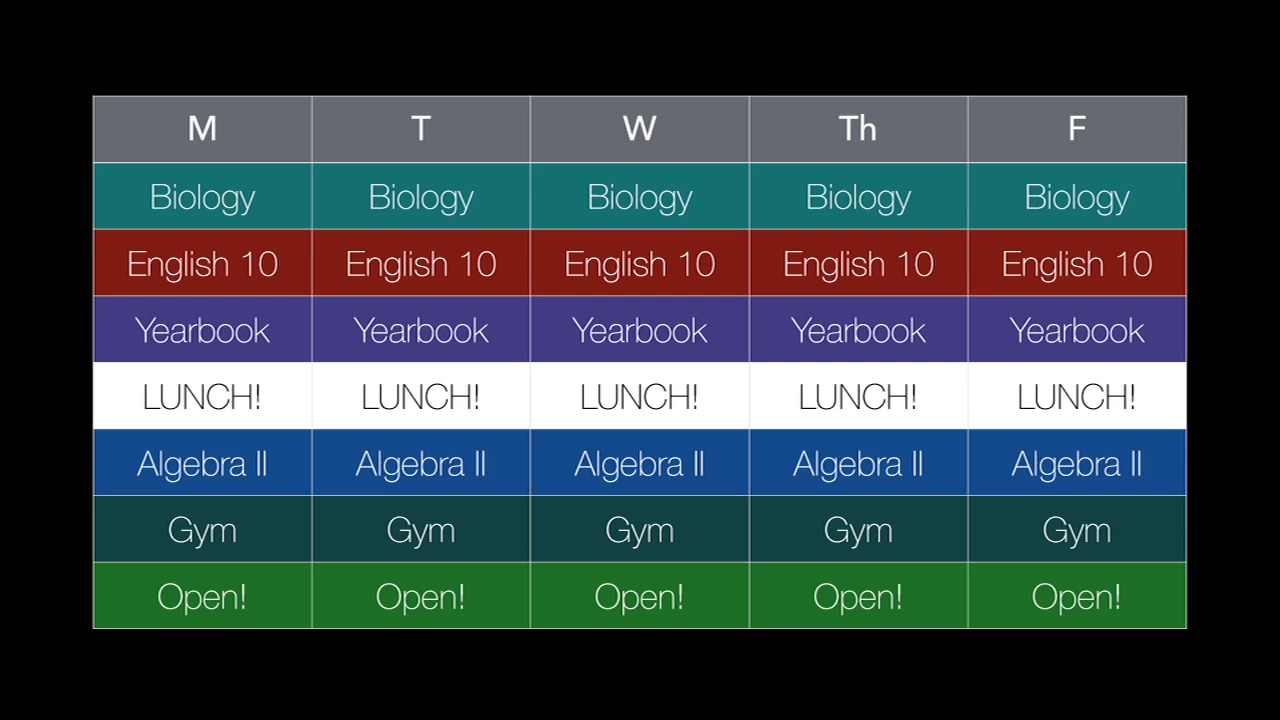 M T W Th F
Biology Biology Biology Biology Biology
English 10 English 10 English 10 English 10 English 10
Yearbook Yearbook Yearbook Yearbook Yearbook
LUNCH! LUNCH! LUNCH! LUNCH! LUNCH!
Algebra II Algebra II Algebra II Algebra II Algebra II
Gym Gym Gym Gym Gym
Open! Open! Open! Open! Open!